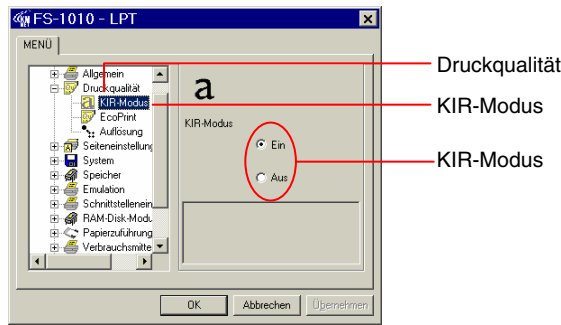 FS-1010 - LPT
MENÜ
Allgemein
Druckqualität
KIR-Modus
EcoPrint
Auflösung
Seiteneinstellung
System
Speicher
Emulation
Schnittstellenein
RAM-Disk-Modu
Papierzuführung
Verbrauchsmitte
a
KIR-Modus
Ein
Aus
OK
Abbrechen
Übernehmen
Druckqualität
KIR-Modus
KIR-Modus